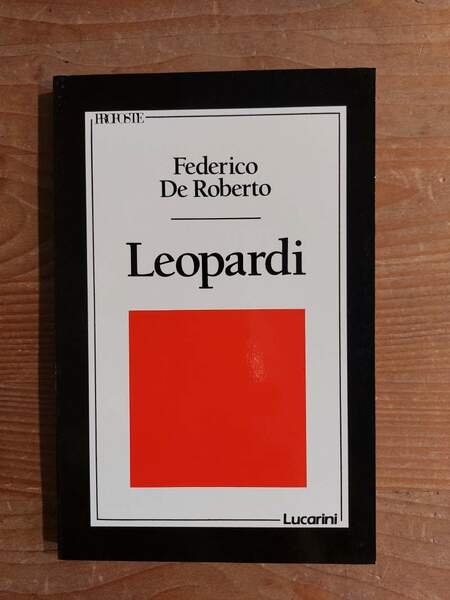 PROPOSTE
Federico
De Roberto
Leopardi
Lucarini